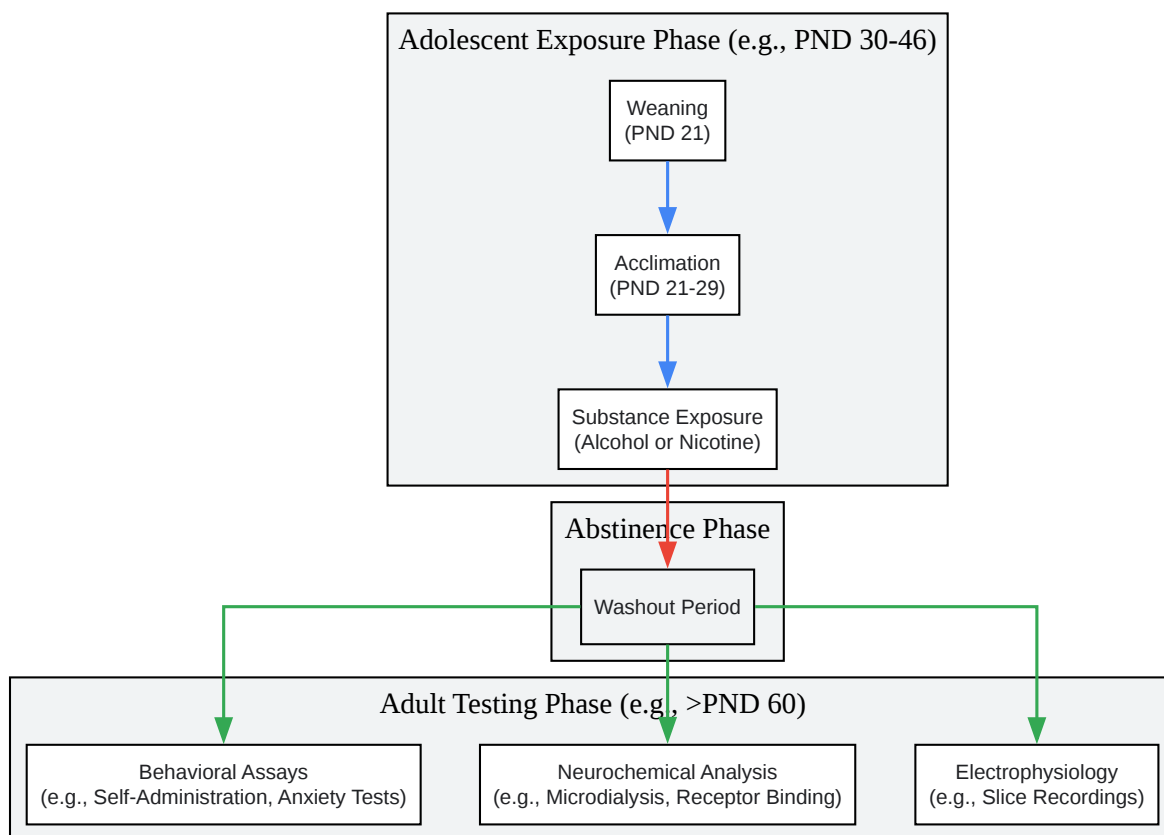 Adolescent Exposure Phase (e.g., PND 30-46)
Weaning
(PND 21)
Acclimation
(PND 21-29)
Substance Exposure
(Alcohol or Nicotine)
Abstinence Phase
Washout Period
Adult Testing Phase (e.g., >PND 60)
Behavioral Assays
(e.g., Self-Administration, Anxiety Tests)
Neurochemical Analysis
(e.g., Microdialysis, Receptor Binding)
Electrophysiology
(e.g., Slice Recordings)